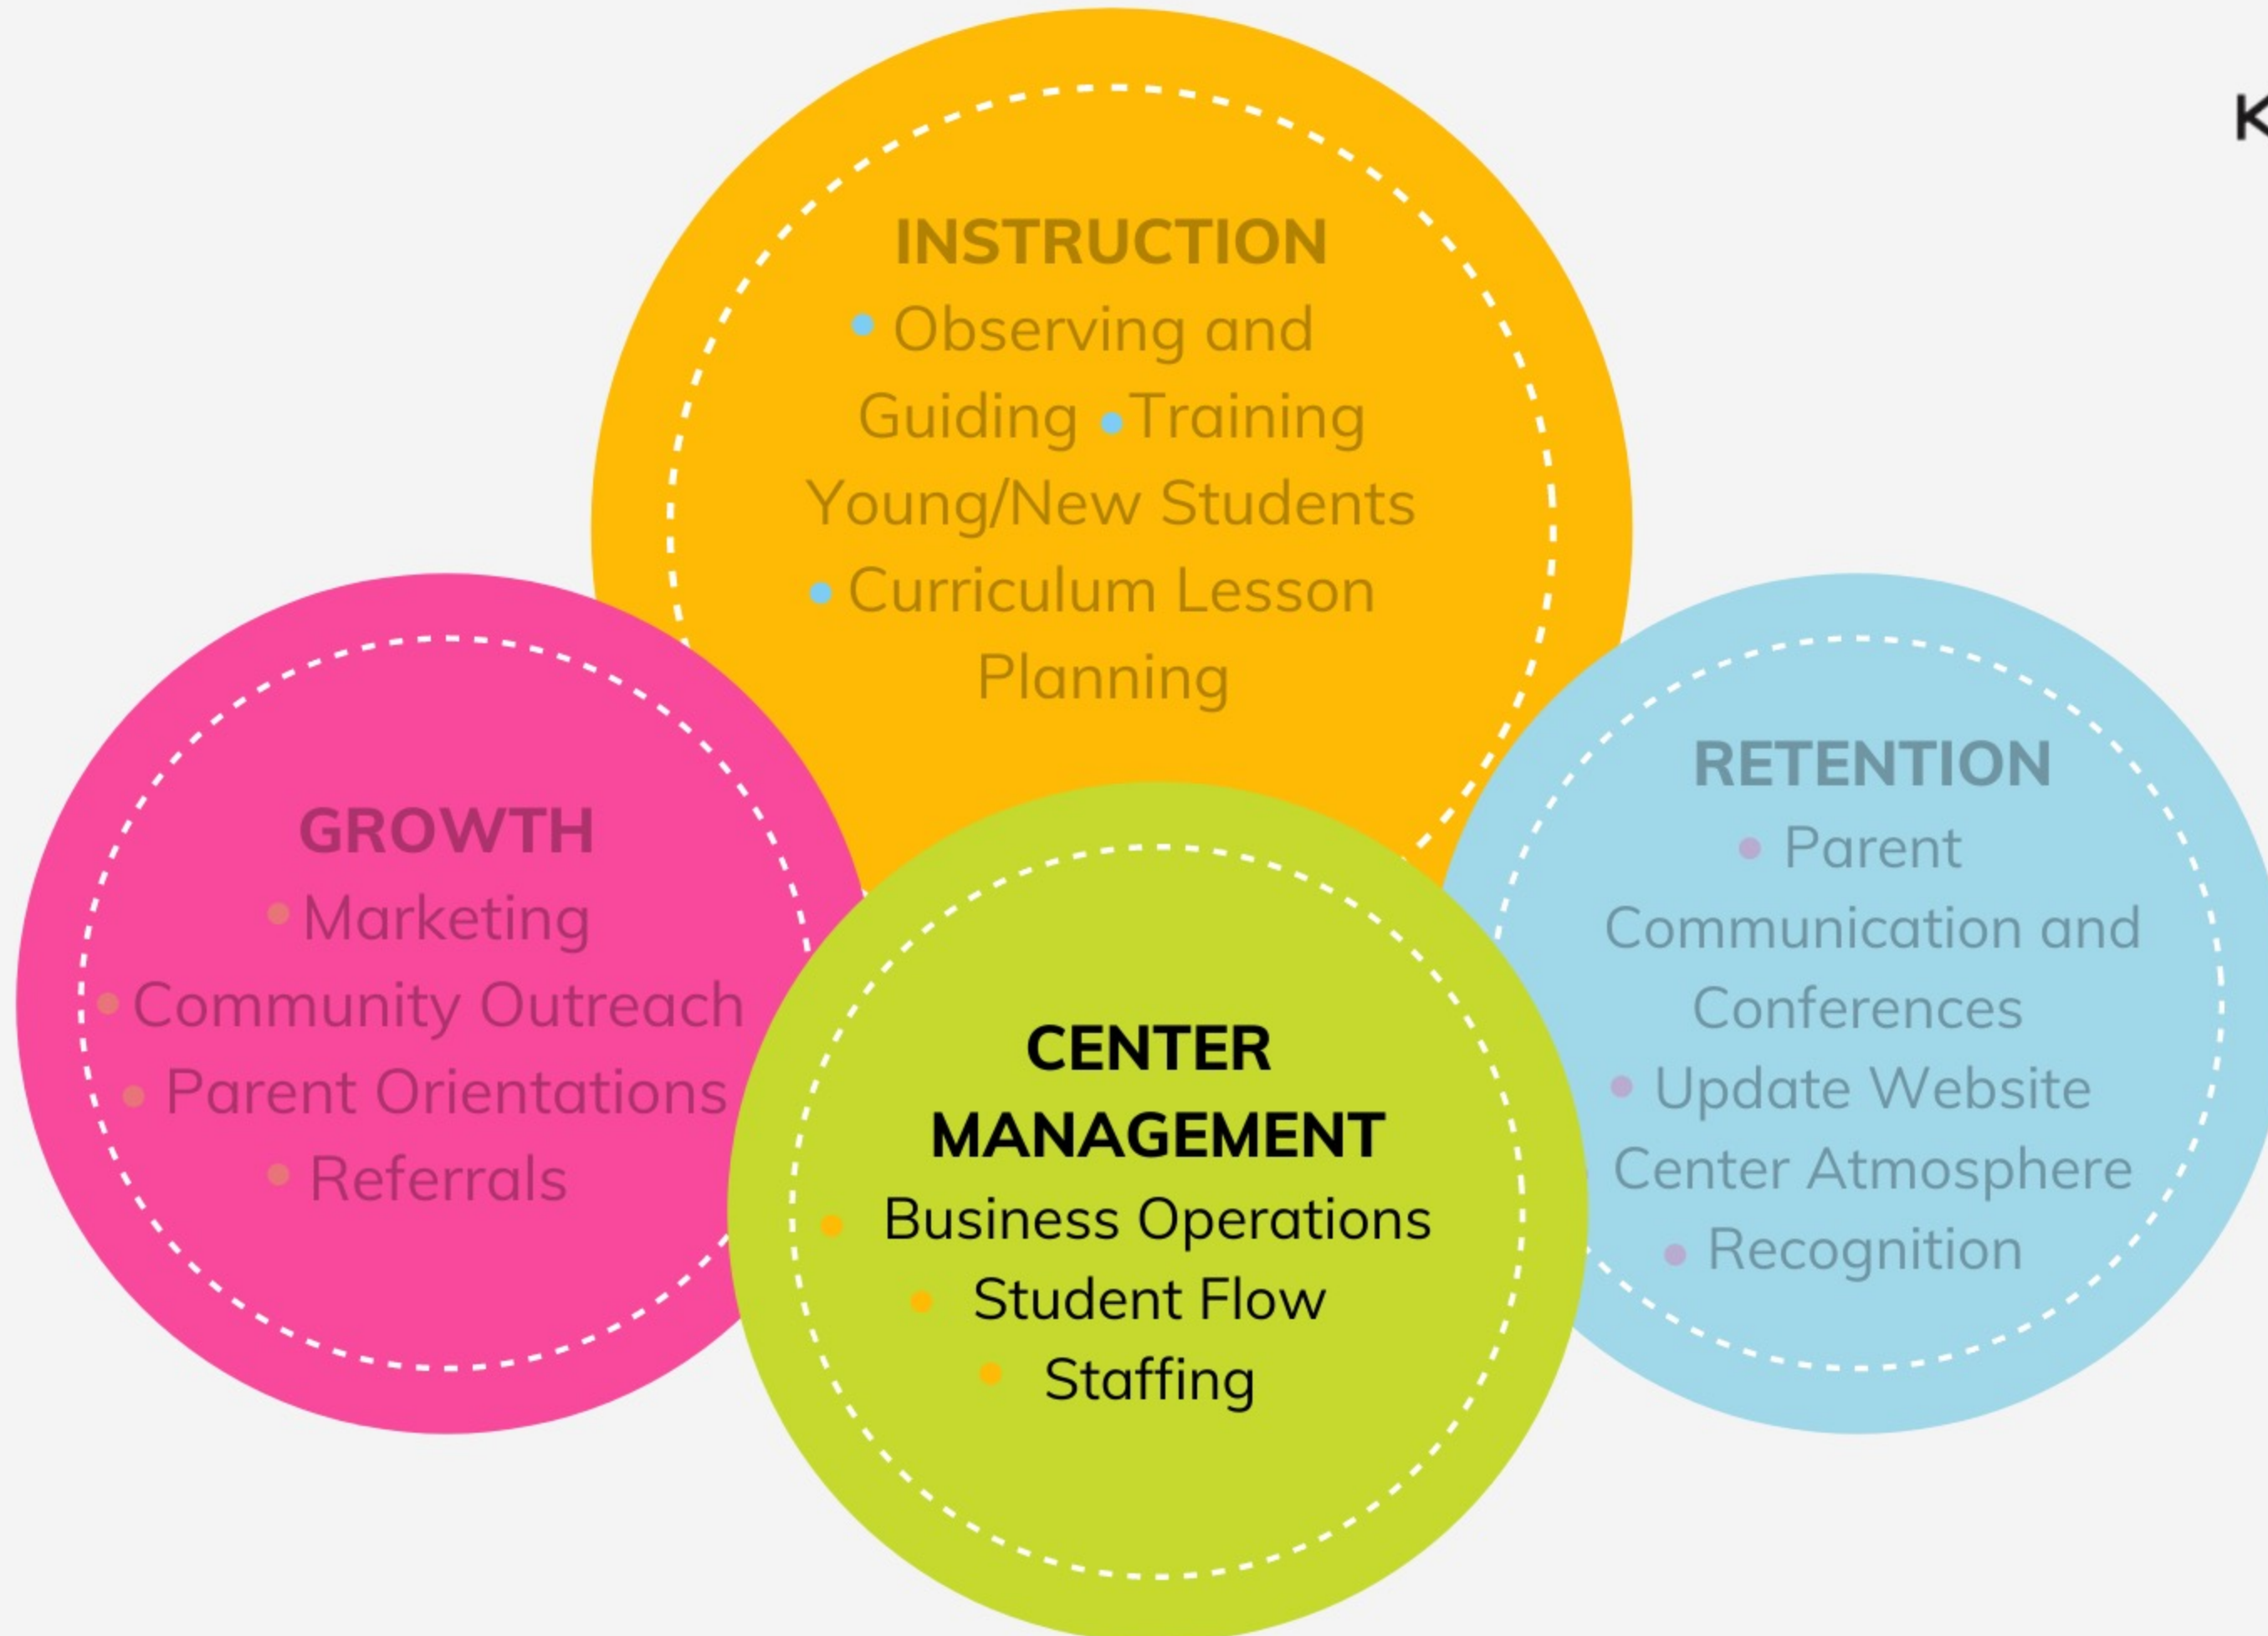 K
INSTRUCTION
• Observing and
Guiding • Training
Young/New Students
• Curriculum Lesson
Planning
GROWTH
• Marketing
• Community Outreach
• Parent Orientations
• Referrals
CENTER
MANAGEMENT
• Business Operations
• Student Flow
• Staffing
RETENTION
• Parent
Communication and
Conferences
• Update Website
Center Atmosphere
• Recognition